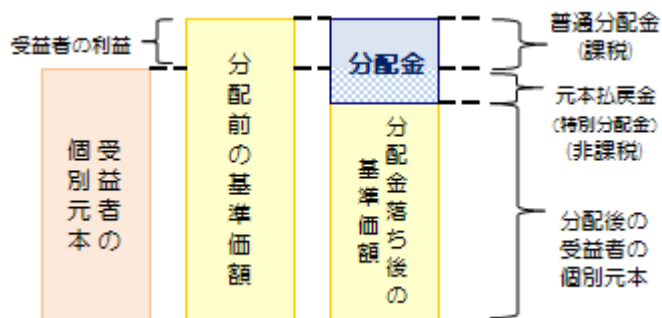 受益者の利益
受益者の
個別元本
分配前の基準価額
分配金
分配金落ち後の
基準価額
普通分配金
(課税)
元本払戻金
(特別分配金)
(非課税)
分配後の
受益者の
個別元本